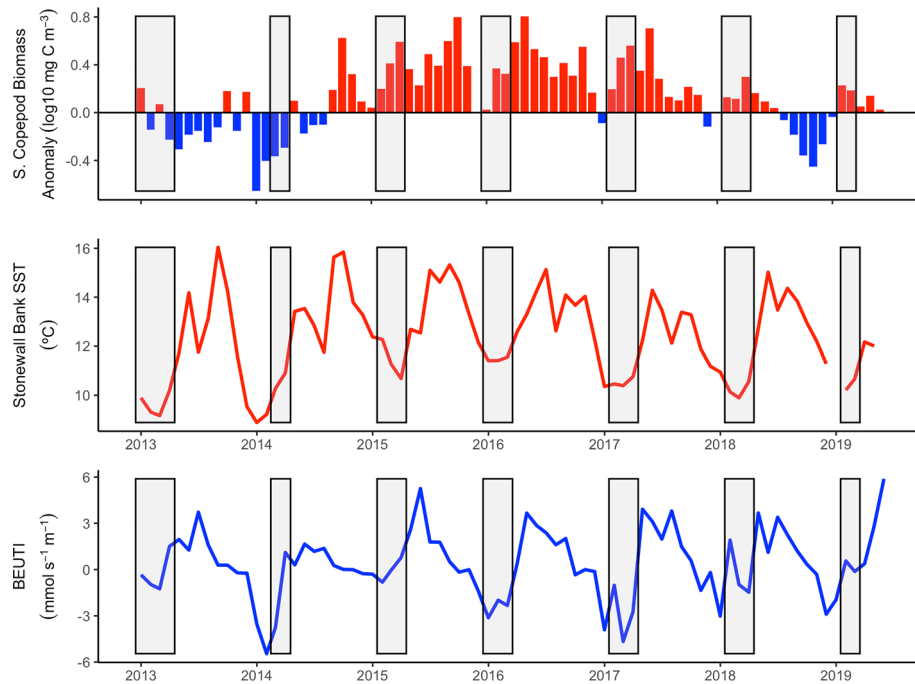 S. Copepod Biomass
Anomaly (log10 mg C m⁻³)
0.8
0.4
0.0
-0.4
Stonewall Bank SST
(°C)
16
14
12
10
2013 2014 2015 2016 2017 2018 2019
BEUTI
(mmol s⁻¹ m⁻¹)
6
3
0
-3
-6
2013 2014 2015 2016 2017 2018 2019